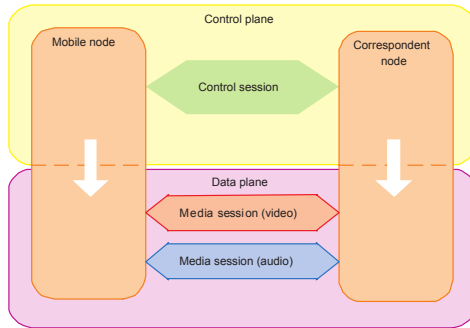 Control plane
Mobile node
Correspondent
node
Control session
Data plane
Media session (video)
Media session (audio)